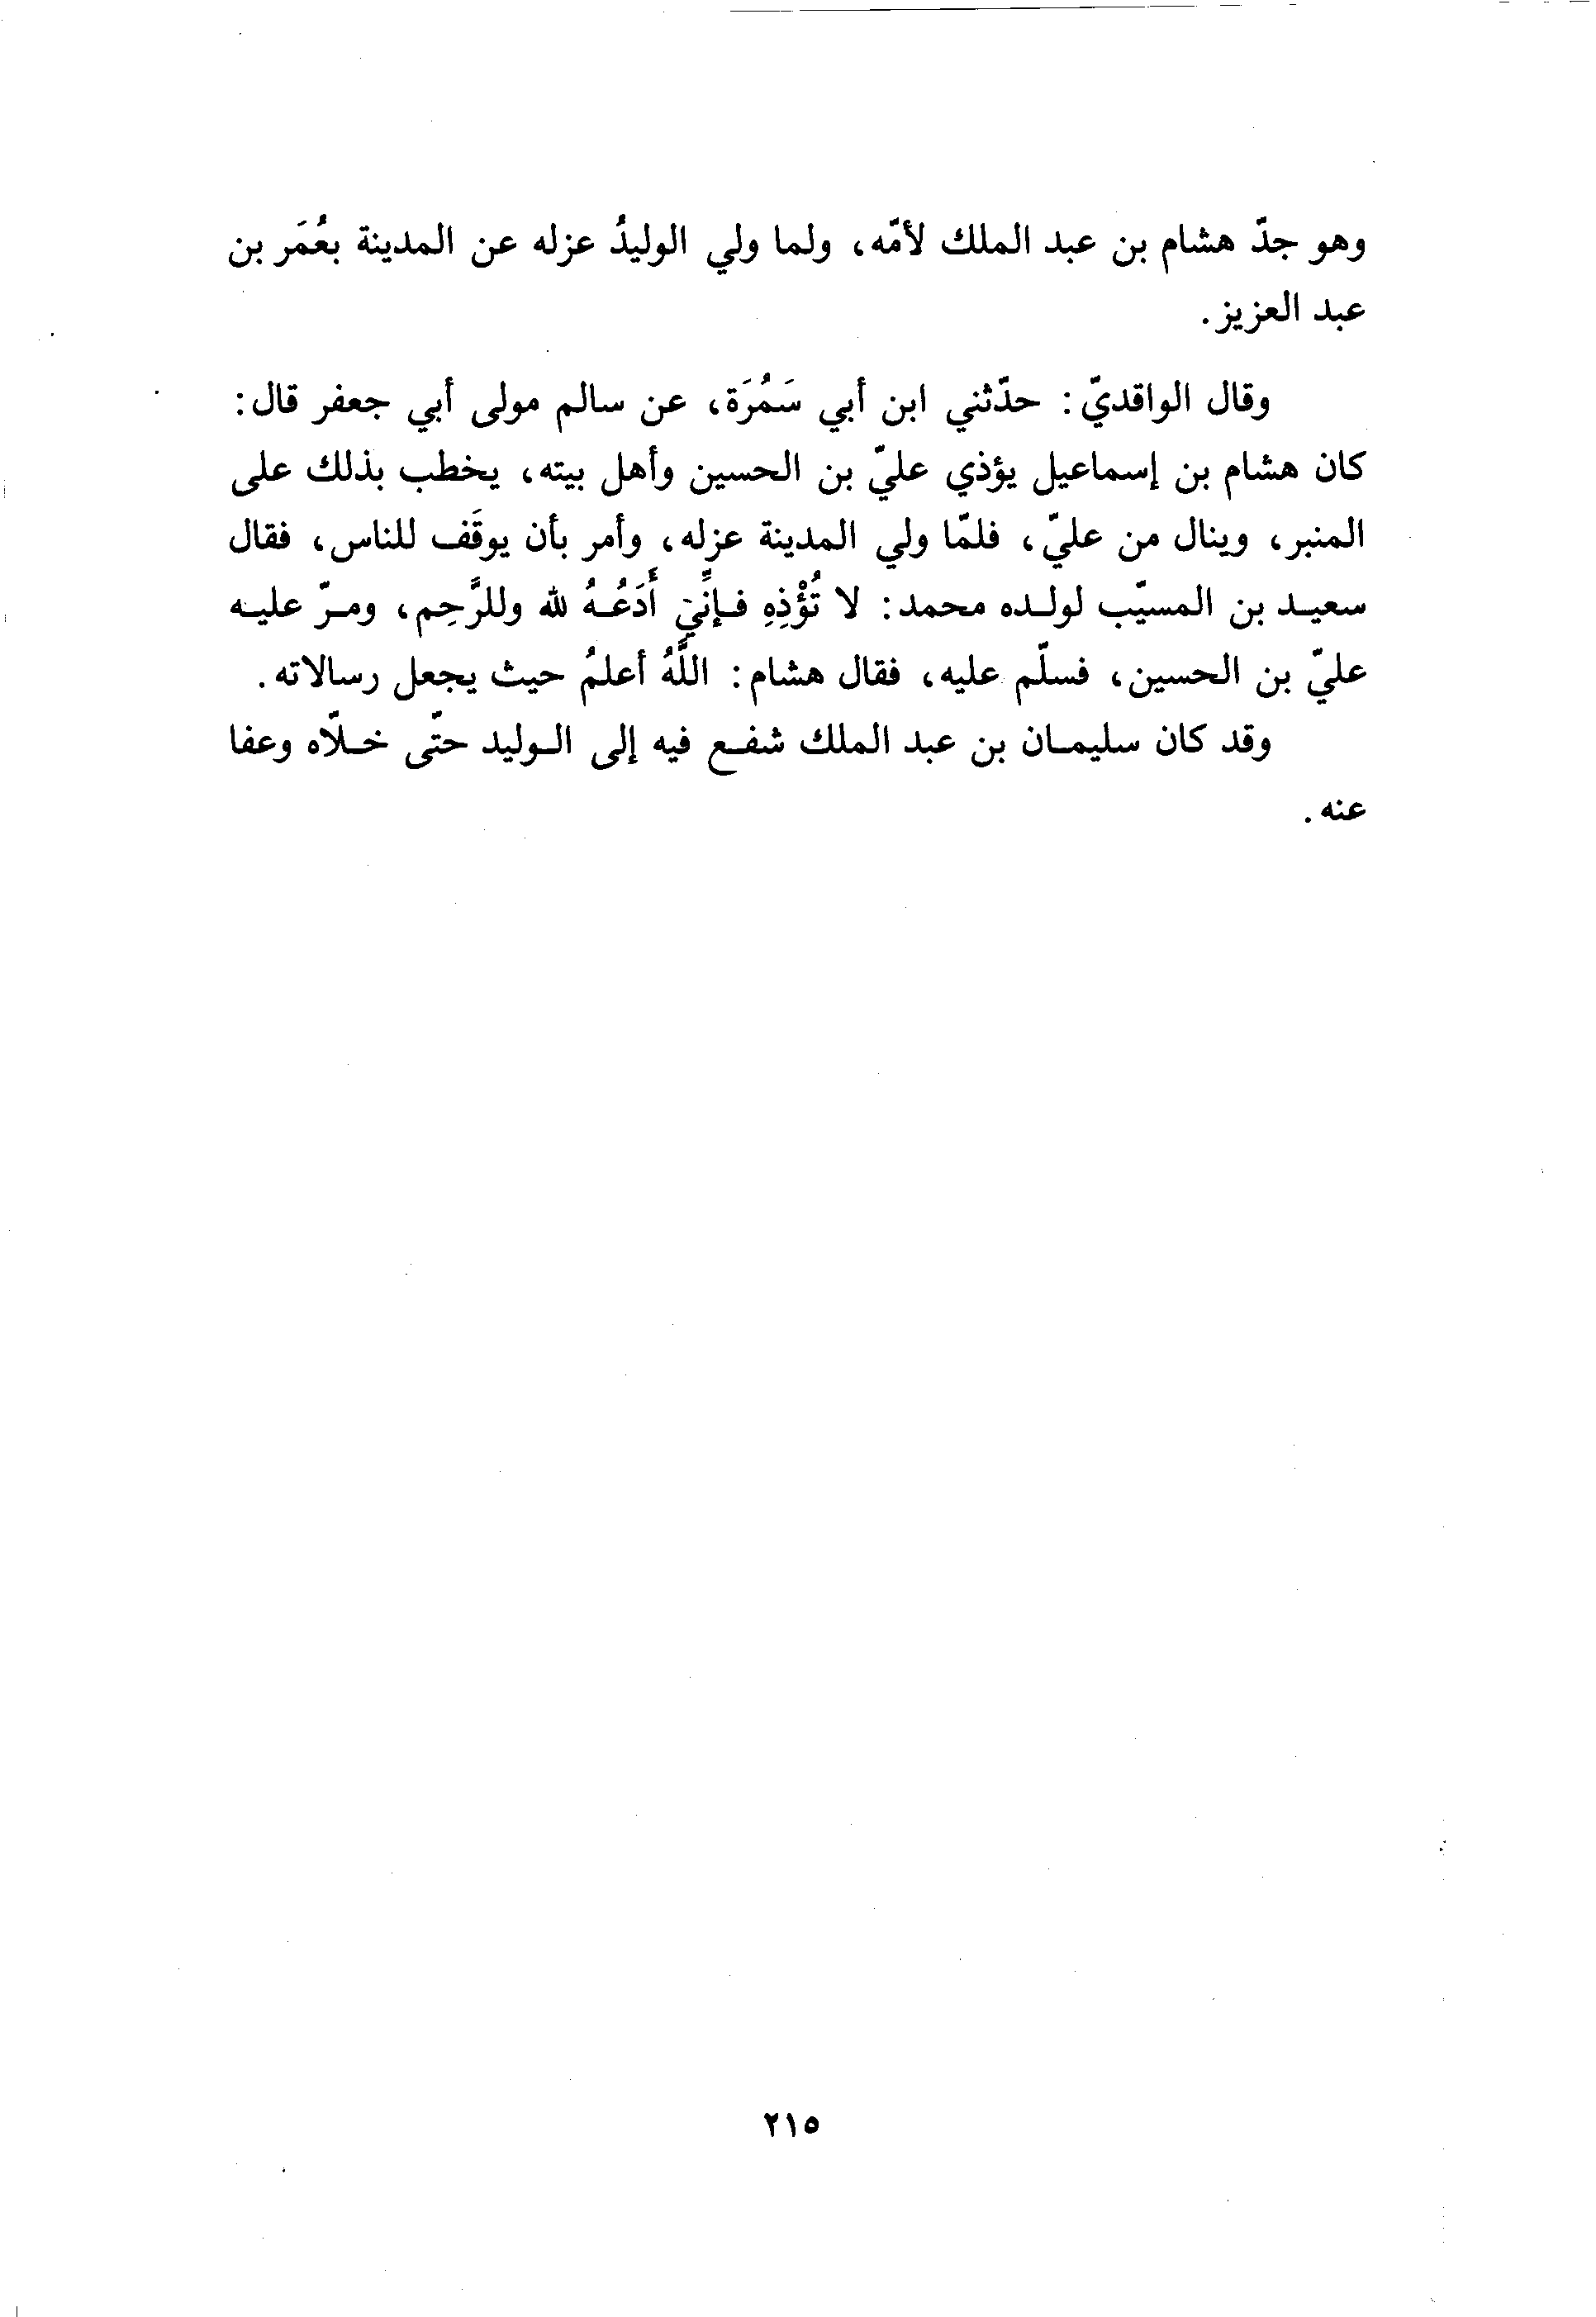 وهو جدّ هشام بن عبد الملك لأمّه، ولما ولي الوليدُ عزله عن المدينة بعُمَر بن
عبد العزيز.
وقال الواقديّ: حدّثني ابن أبي سَمُرَة، عن سالم مولى أبي جعفر قال:
كان هشام بن إسماعيل يؤذي عليّ بن الحسين وأهل بيته، يخطب بذلك على
المنبر، وينال من عليّ، فلمّا ولي المدينة عزله، وأمر بأن يوقَف للناس، فقال
سعيد بن المسيّب لولده محمد: لا تُؤْذِهِ فإنِّي أَدَعُهُ لله وللرَّحِم، ومرّ عليه
عليّ بن الحسين، فسلّم عليه، فقال هشام: اللَّهُ أعلمُ حيث يجعل رسالاته.
وقد كان سليمان بن عبد الملك شفع فيه إلى الوليد حتّى خلّاه وعفا
عنه.
٢١٥